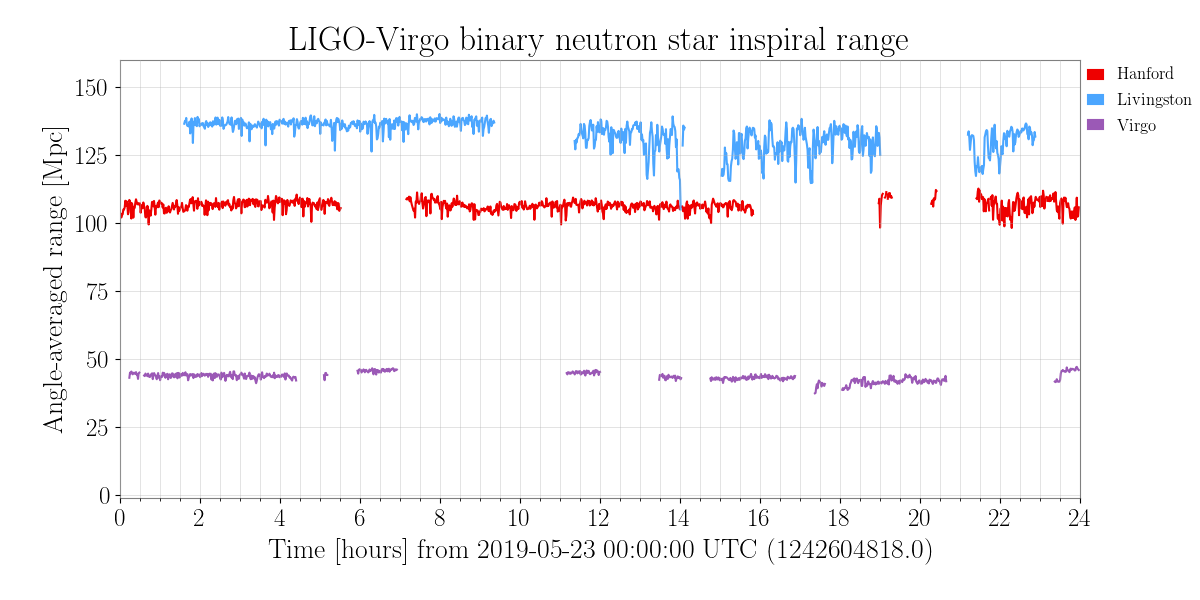 LIGO-Virgo binary neutron star inspiral range
Hanford
Livingston
Virgo
Angle-averaged range [Mpc]
150
125
100
75
50
25
0
0 2 4 6 8 10 12 14 16 18 20 22 24
Time [hours] from 2019-05-23 00:00:00 UTC (1242604818.0)